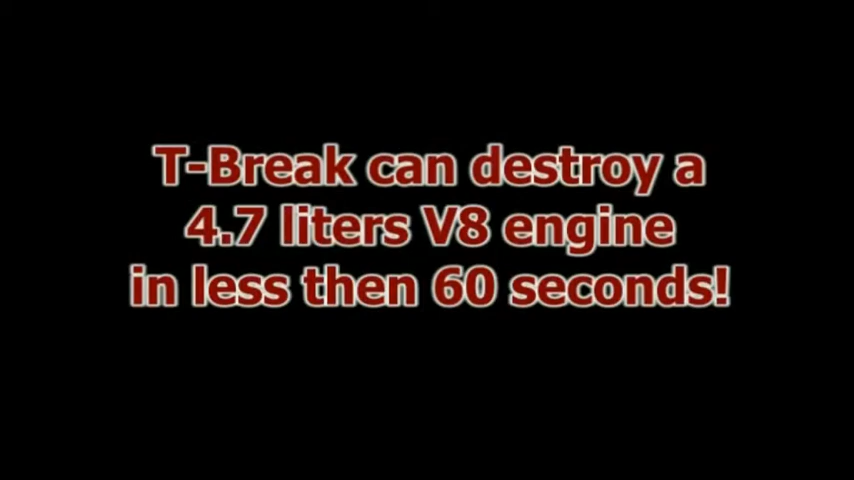 T-Break can destroy a
4.7 liters V8 engine
in less then 60 seconds!